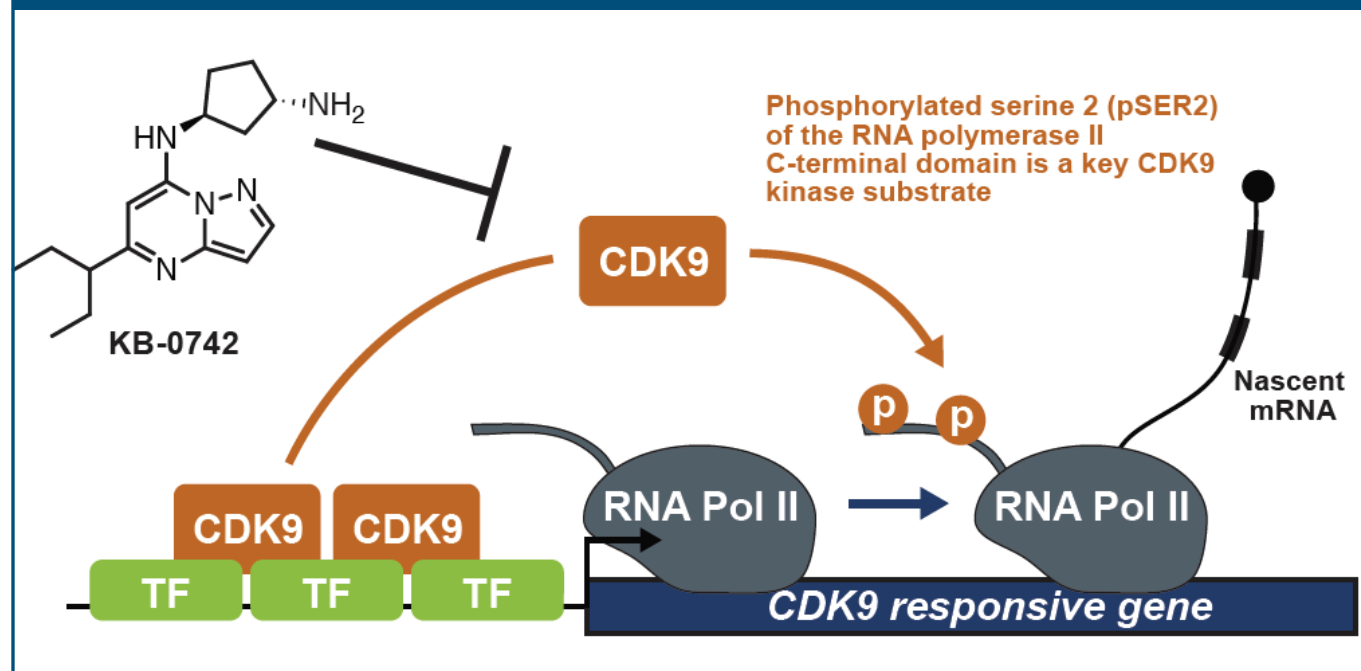 NH2
HN
N
N
N
KB-0742
Phosphorylated serine 2 (pSER2)
of the RNA polymerase II
C-terminal domain is a key CDK9
kinase substrate
CDK9
Nascent
mRNA
p
p
RNA Pol II
RNA Pol II
CDK9
CDK9
TF
TF
TF
CDK9 responsive gene